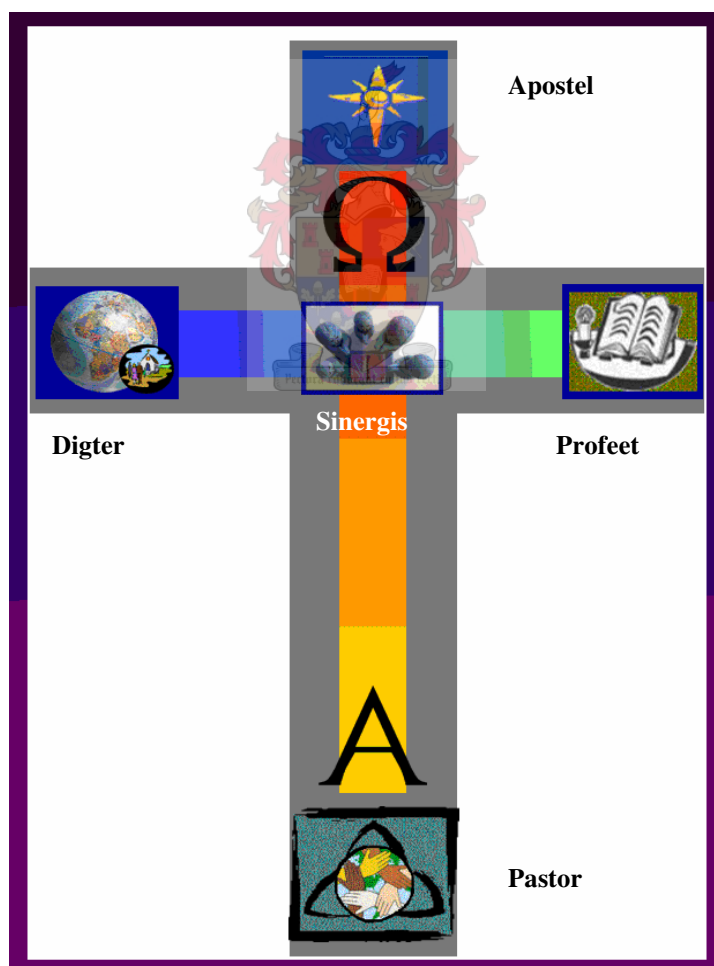 Apostel
Ω
Sinergis
Digter
Profeet
Α
Pastor